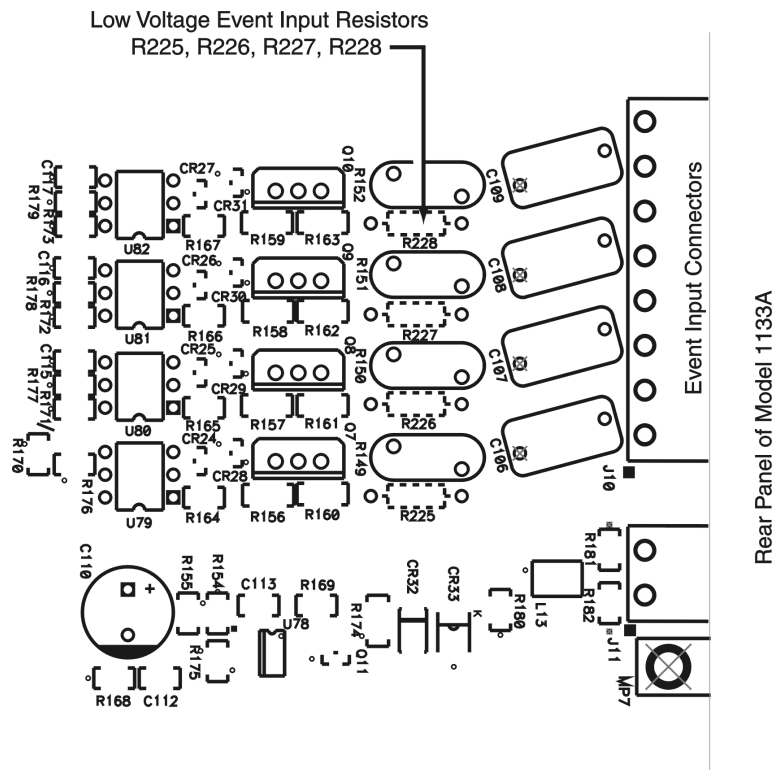 Low Voltage Event Input Resistors
R225, R226, R227, R228
C117
R179
R173
U82
CR27
CR31
R167
R159
R163
Q10
R152
R228
C109
C116
R178
R172
U81
CR26
CR30
R166
R158
R162
Q9
R151
R227
C108
C115
R177
R171
U80
CR25
CR29
R165
R157
R161
Q8
R150
R226
C107
R170
R176
U79
CR24
CR28
R164
R156
R160
Q7
R149
R225
C106
Event Input Connectors
J10
Rear Panel of Model 1133A
C110
+
R155
R154
C113
R169
U78
R175
R168
C112
R174
Q11
CR32
CR33
K
R180
L13
R181
R182
J11
MP7